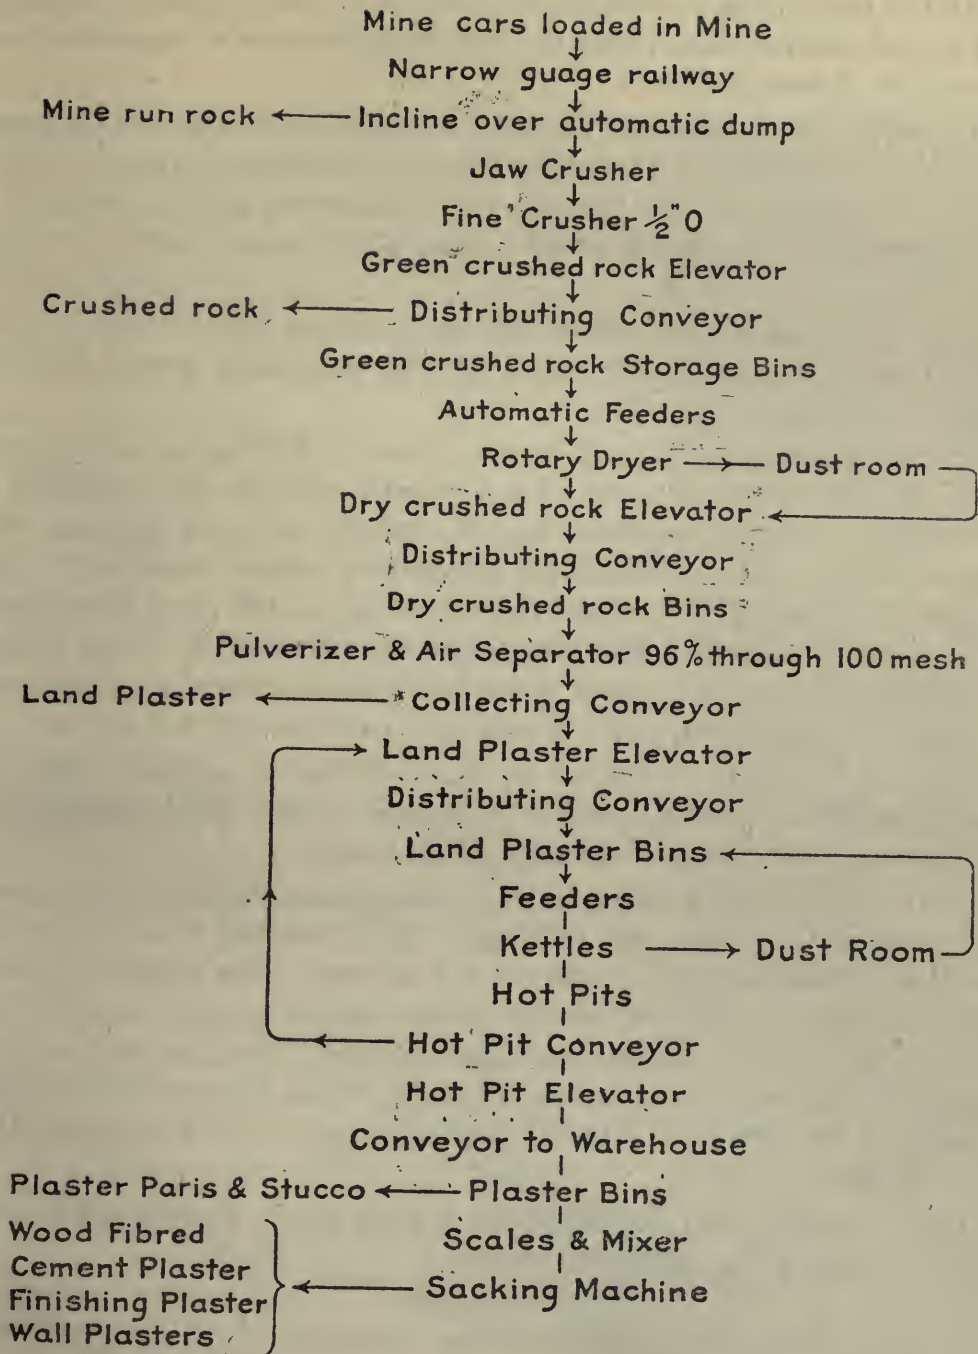 Mine cars loaded in Mine
Narrow guage railway
Mine run rock Incline over automatic dump
Jaw Crusher
Fine Crusher ½" O
Green crushed rock Elevator
Crushed rock Distributing Conveyor
Green crushed rock Storage Bins
Automatic Feeders
Rotary Dryer Dust room
Dry crushed rock Elevator
Distributing Conveyor
Dry crushed rock Bins
Pulverizer & Air Separator 96% through 100 mesh
Land Plaster Collecting Conveyor
Land Plaster Elevator
Distributing Conveyor
Land Plaster Bins
Feeders
Kettles Dust Room
Hot Pits
Hot Pit Conveyor
Hot Pit Elevator
Conveyor to Warehouse
Plaster Paris & Stucco Plaster Bins
Wood Fibred Scales & Mixer
Cement Plaster Sacking Machine
Finishing Plaster
Wall Plasters